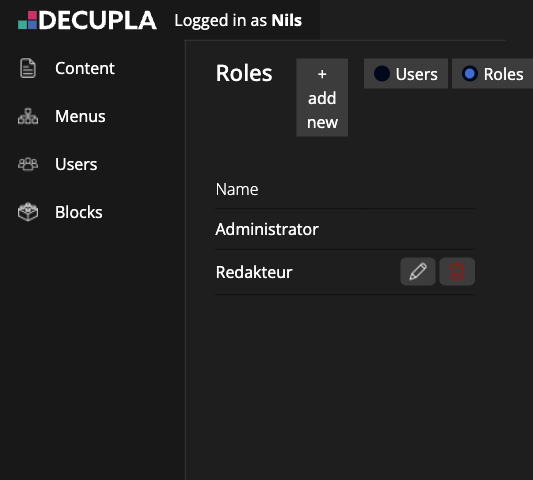 DECUPLA Logged in as Nils
Content
Menus
Users
Blocks
Roles
+
add
new
Users
Roles
Name
Administrator
Redakteur